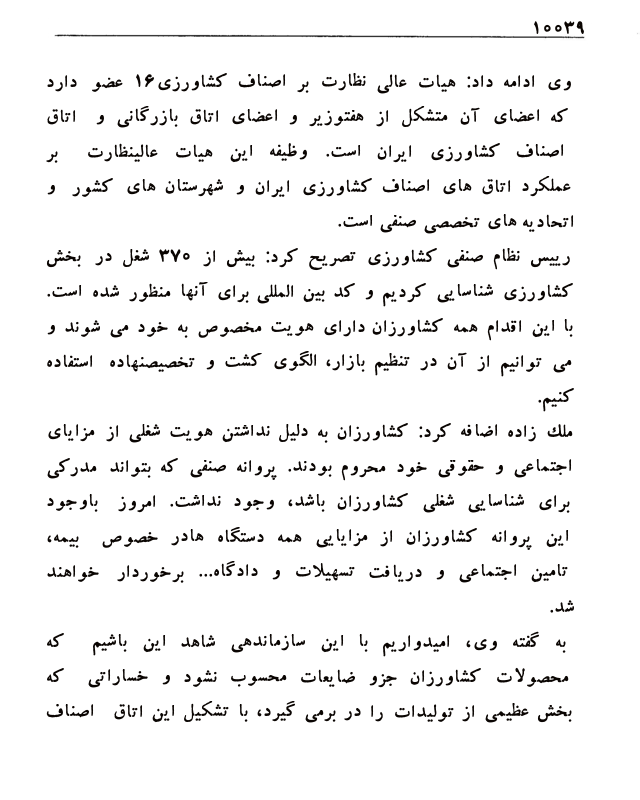 ۱۰۰۳۹
وی ادامه داد: هیات عالی نظارت بر اصناف کشاورزی۱۶ عضو دارد
که اعضای آن متشکل از هفتوزیر و اعضای اتاق بازرگانی و اتاق
اصناف کشاورزی ایران است. وظیفه این هیات عالینظارت بر
عملکرد اتاق های اصناف کشاورزی ایران و شهرستان های کشور و
اتحادیه های تخصصی صنفی است.
رییس نظام صنفی کشاورزی تصریح کرد: بیش از ۳۷۰ شغل در بخش
کشاورزی شناسایی کردیم و کد بین المللی برای آنها منظور شده است.
با این اقدام همه کشاورزان دارای هویت مخصوص به خود می شوند و
می توانیم از آن در تنظیم بازار، الگوی کشت و تخصیصنهاده استفاده
کنیم.
ملك زاده اضافه کرد: کشاورزان به دلیل نداشتن هویت شغلی از مزایای
اجتماعی و حقوقی خود محروم بودند. پروانه صنفی که بتواند مدرکی
برای شناسایی شغلی کشاورزان باشد، وجود نداشت. امروز باوجود
این پروانه کشاورزان از مزایایی همه دستگاه هادر خصوص بیمه،
تامین اجتماعی و دریافت تسهیلات و دادگاه... برخوردار خواهند
شد.
به گفته وی، امیدواریم با این سازماندهی شاهد این باشیم که
محصولات کشاورزان جزو ضایعات محسوب نشود و خساراتی که
بخش عظیمی از تولیدات را در برمی گیرد، با تشکیل این اتاق اصناف